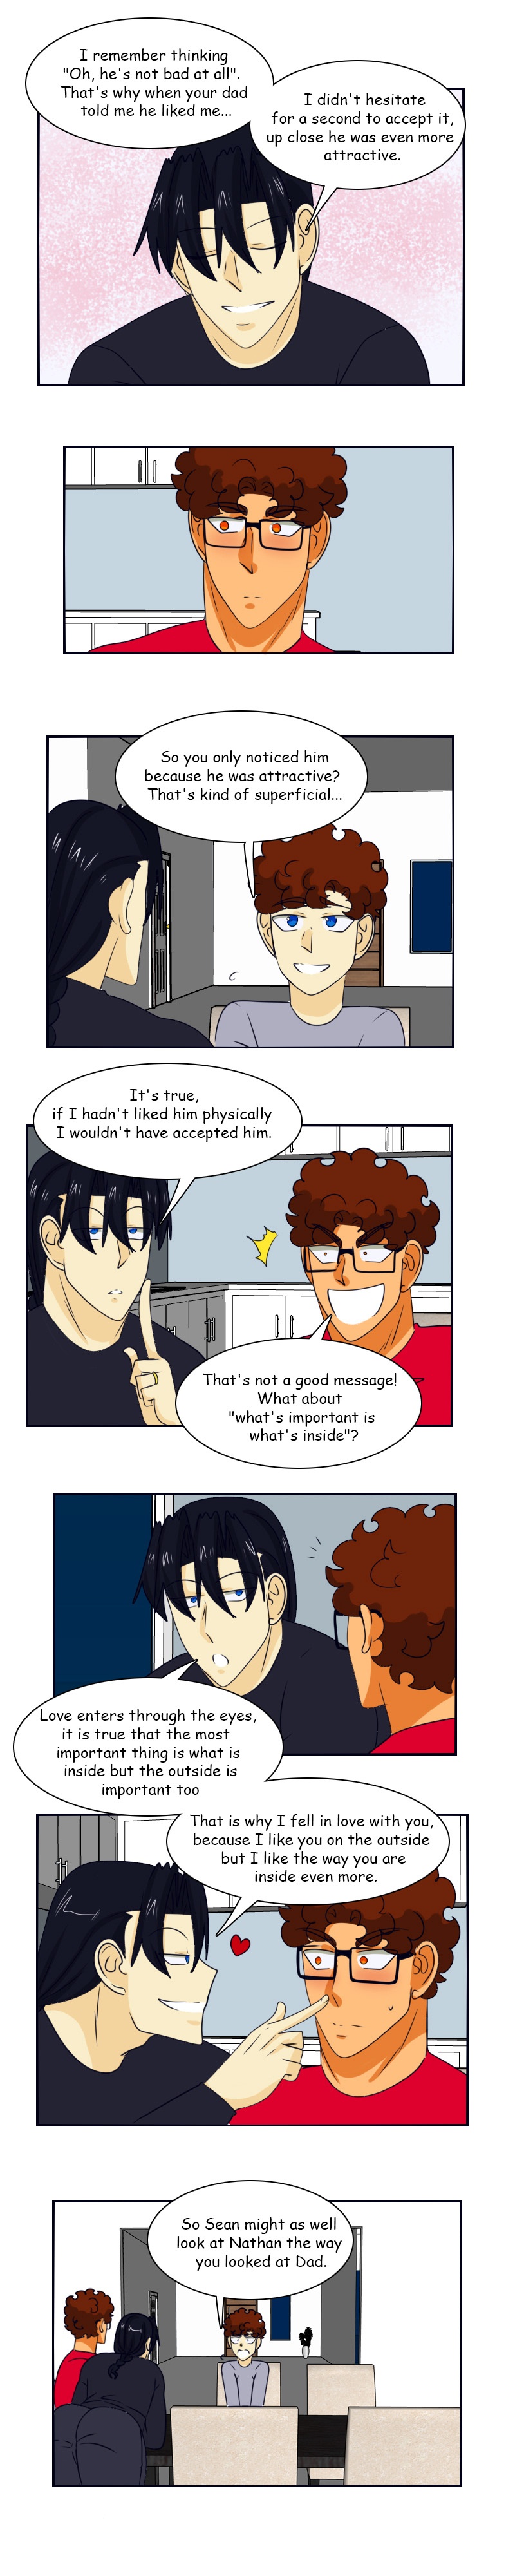 I remember thinking
"Oh, he's not bad at all".
That's why when your dad
told me he liked me...
I didn't hesitate
for a second to accept it,
up close he was even more
attractive.
So you only noticed him
because he was attractive?
That's kind of superficial...
It's true,
if I hadn't liked him physically
I wouldn't have accepted him.
That's not a good message!
What about
"what's important is
what's inside"?
Love enters through the eyes,
it is true that the most
important thing is what is
inside but the outside is
important too
That is why I fell in love with you,
because I like you on the outside
but I like the way you are
inside even more.
So Sean might as well
look at Nathan the way
you looked at Dad.